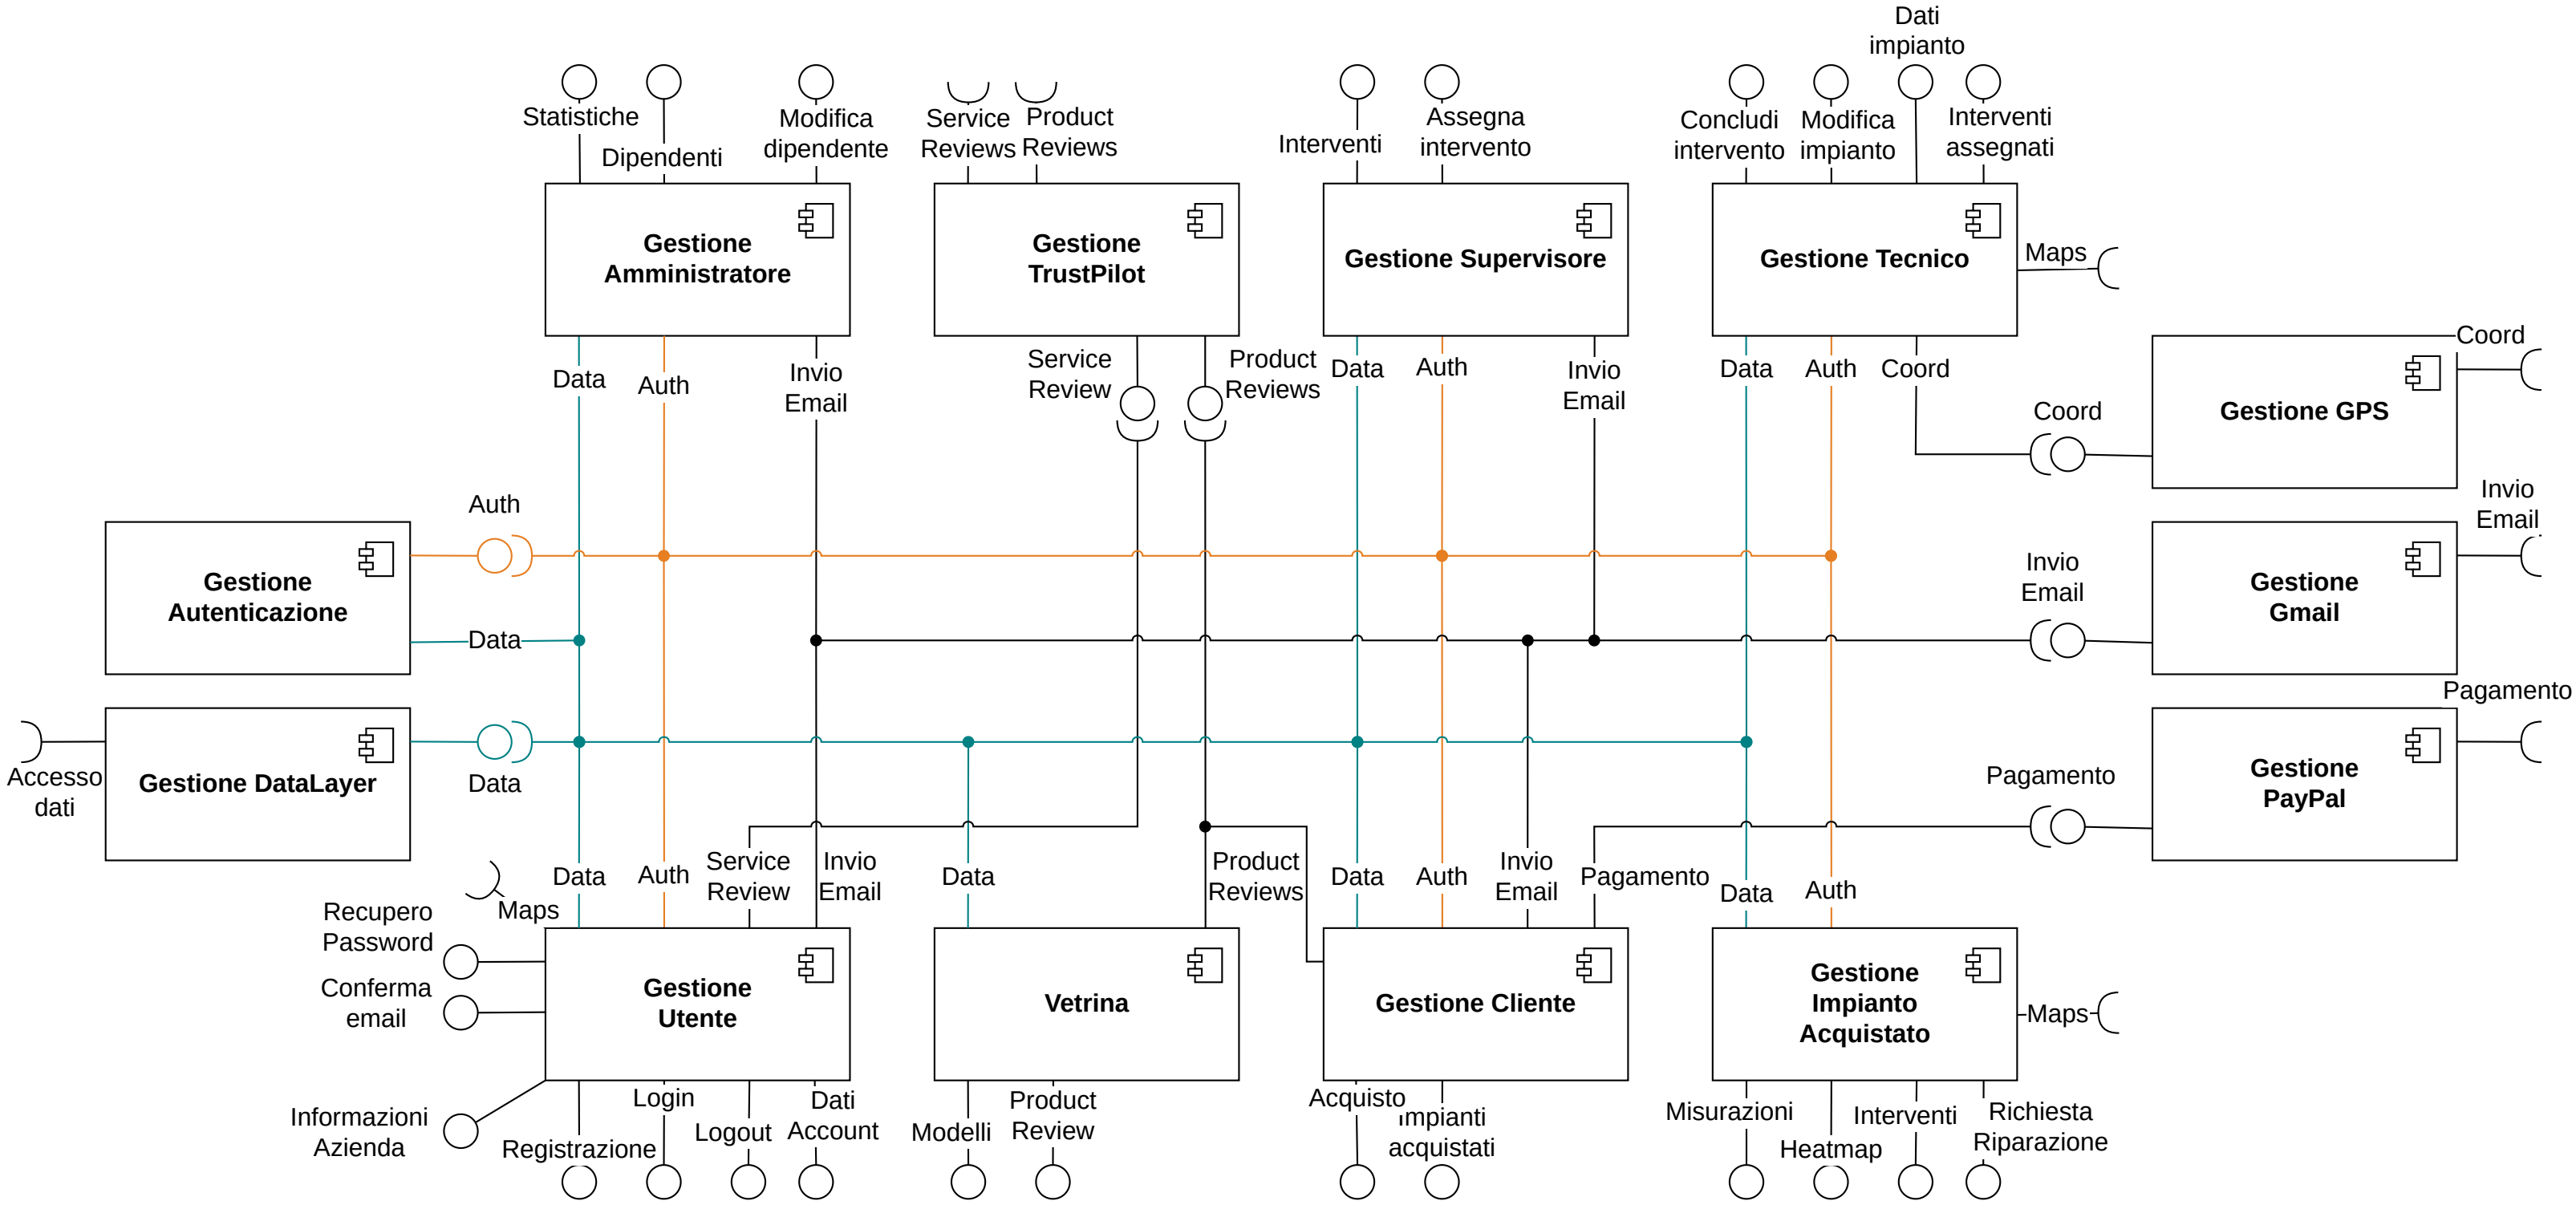 Dati
impianto
Statistiche
Dipendenti
Modifica
dipendente
Service
Reviews
Product
Reviews
Interventi
Assegna
intervento
Concludi
intervento
Modifica
impianto
Interventi
assegnati
Gestione
Amministratore
Gestione
TrustPilot
Gestione Supervisore
Gestione Tecnico
Maps
Data
Auth
Invio
Email
Service
Review
Product
Reviews
Data
Auth
Invio
Email
Data
Auth
Coord
Coord
Coord
Gestione GPS
Auth
Invio
Email
Gestione
Autenticazione
Data
Invio
Email
Gestione
Gmail
Pagamento
Accesso
dati
Gestione DataLayer
Data
Pagamento
Gestione
PayPal
Maps
Data
Auth
Service
Review
Invio
Email
Data
Product
Reviews
Data
Auth
Invio
Email
Pagamento
Data
Auth
Recupero
Password
Conferma
email
Informazioni
Azienda
Gestione
Utente
Vetrina
Gestione Cliente
Gestione
Impianto
Acquistato
Maps
Registrazione
Login
Logout
Dati
Account
Modelli
Product
Review
Acquisto
Impianti
acquistati
Misurazioni
Heatmap
Interventi
Richiesta
Riparazione